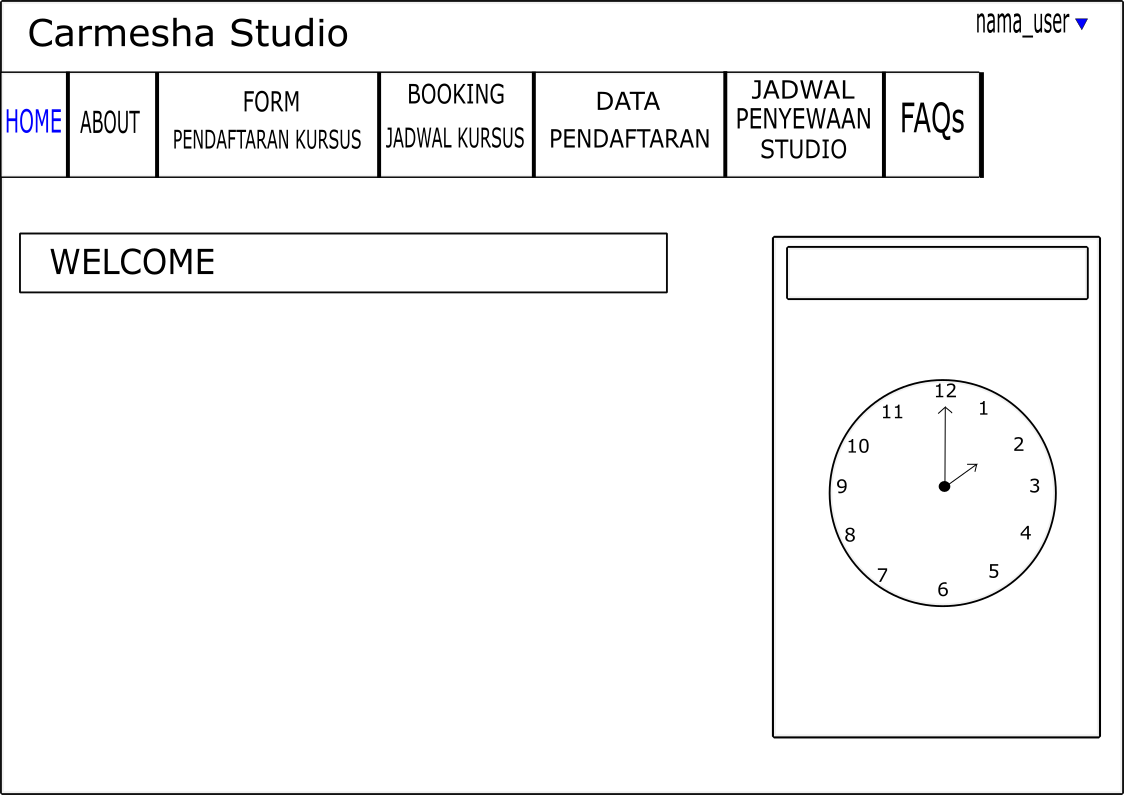 Carmesha Studio
nama_user
HOME
ABOUT
FORM
PENDAFTARAN KURSUS
BOOKING
JADWAL KURSUS
DATA
PENDAFTARAN
JADWAL
PENYEWAAN
STUDIO
FAQs
WELCOME
12
1
2
3
4
5
6
7
8
9
10
11